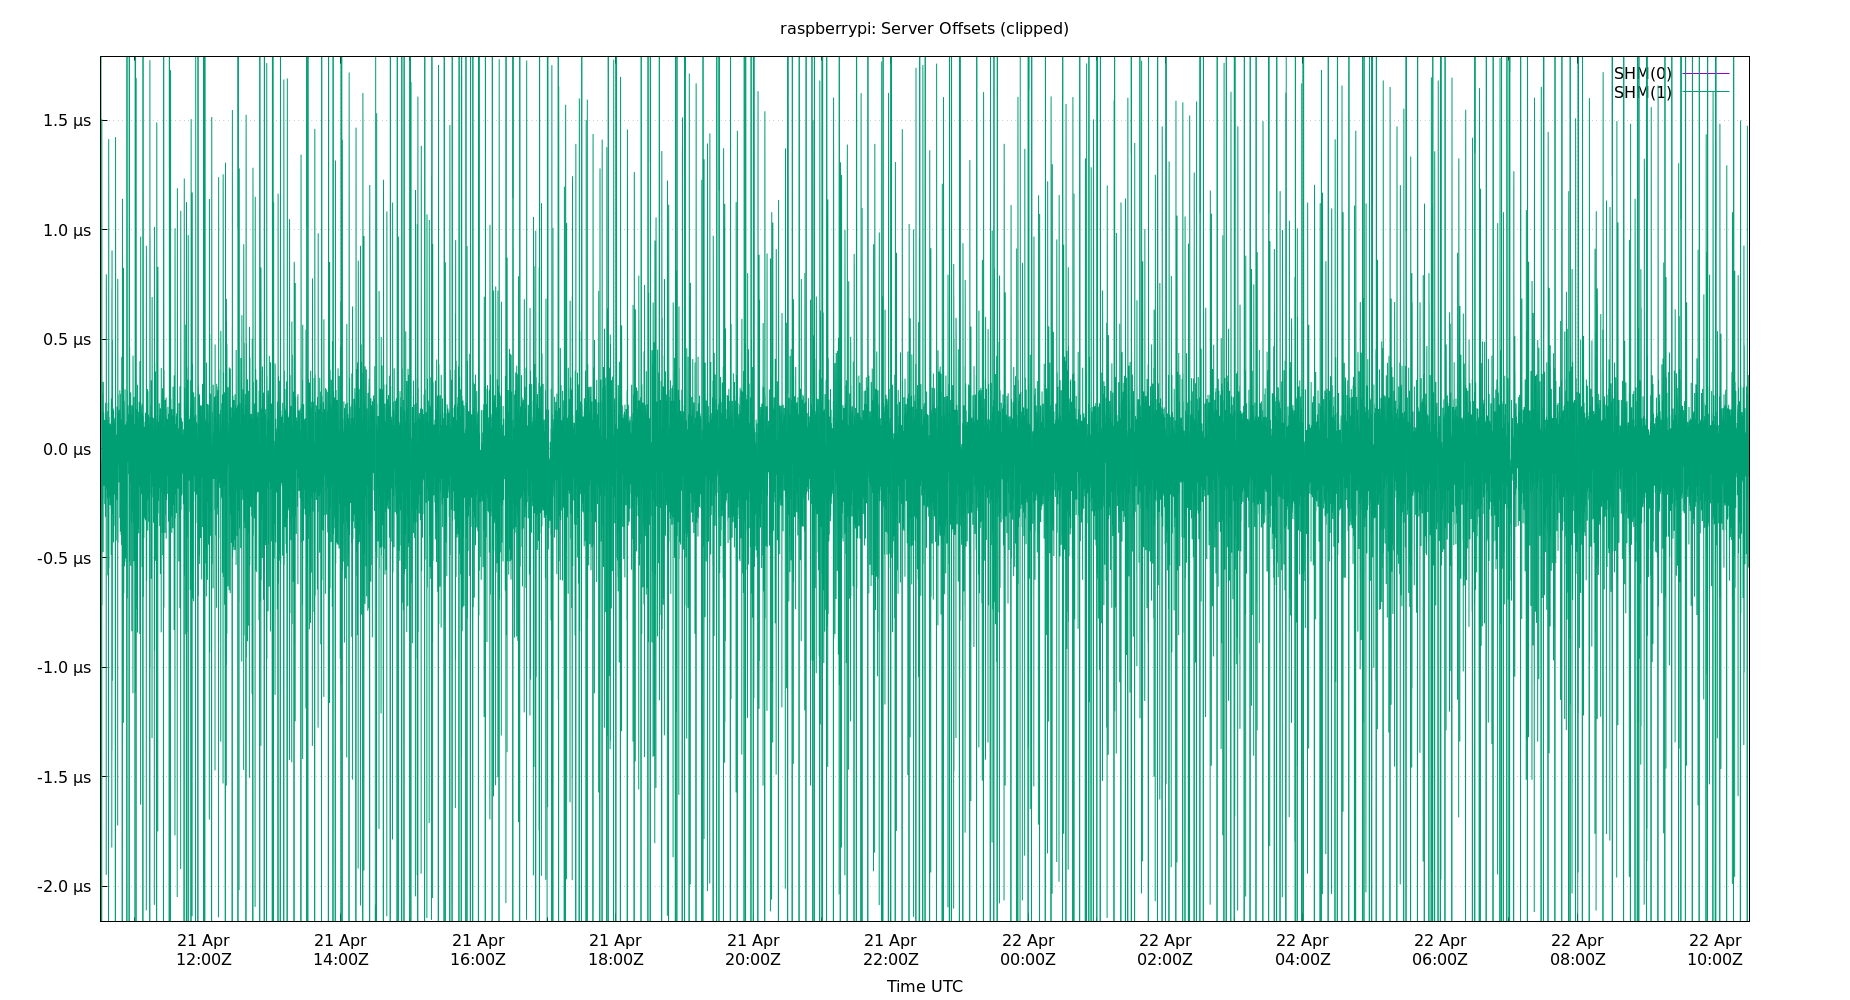 raspberrypi: Server Offsets (clipped)
SHM(0)
SHM(1)
1.5 µs
1.0 µs
0.5 µs
0.0 µs
-0.5 µs
-1.0 µs
-1.5 µs
-2.0 µs
21 Apr 21 Apr 21 Apr 21 Apr 21 Apr 21 Apr 22 Apr 22 Apr 22 Apr 22 Apr 22 Apr 22 Apr
12:00Z 14:00Z 16:00Z 18:00Z 20:00Z 22:00Z 00:00Z 02:00Z 04:00Z 06:00Z 08:00Z 10:00Z
Time UTC